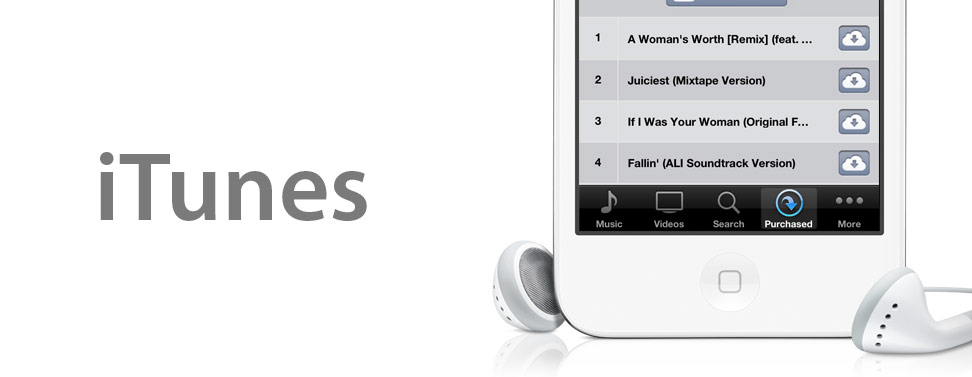 iTunes
1 A Woman's Worth [Remix] (feat. ...
2 Juiciest (Mixtape Version)
3 If I Was Your Woman (Original F...
4 Fallin' (ALI Soundtrack Version)
Music Videos Search Purchased More